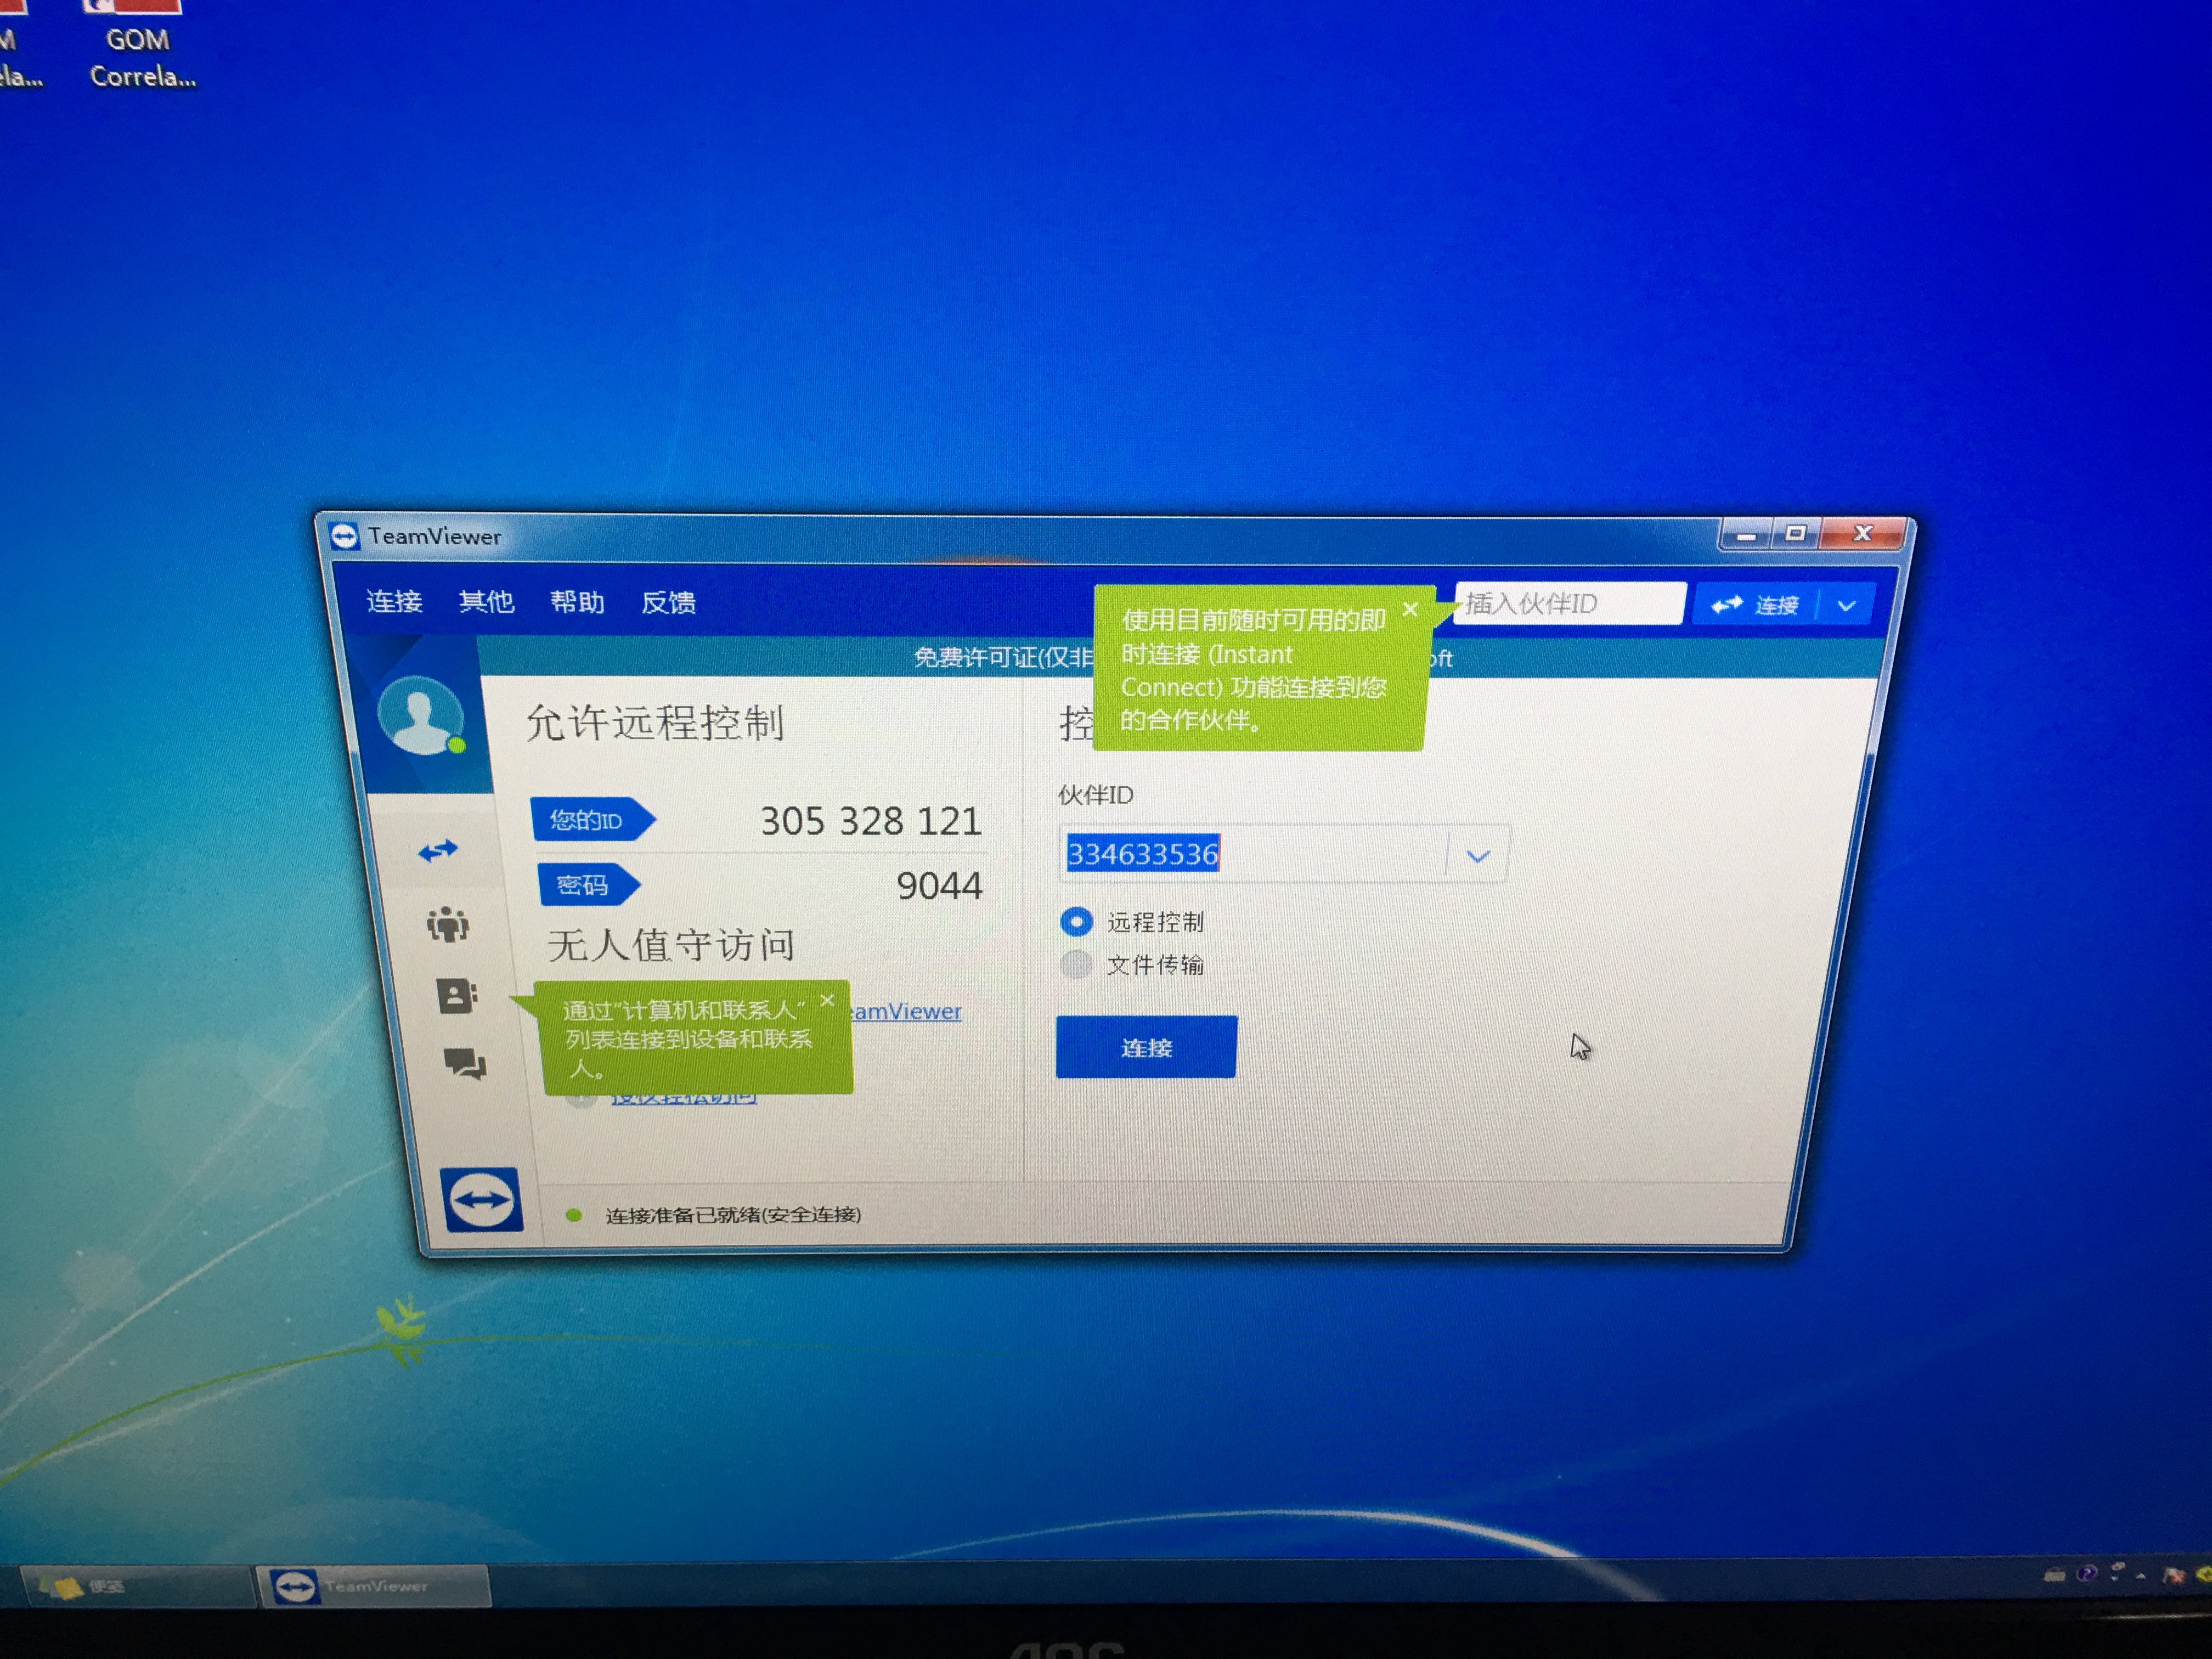 M
ela...
GOM
Correla...
TeamViewer
连接 其他 帮助 反馈
插入伙伴ID
连接
使用目前随时可用的即
时连接 (Instant
Connect) 功能连接到您
的合作伙伴。
免费许可证(仅非
oft
允许远程控制
您的ID
305 328 121
密码
9044
无人值守访问
eamViewer
通过"计算机和联系人"
列表连接到设备和联系
人。
控
伙伴ID
334633536
远程控制
文件传输
连接
连接准备已就绪(安全连接)
便笺
TeamViewer